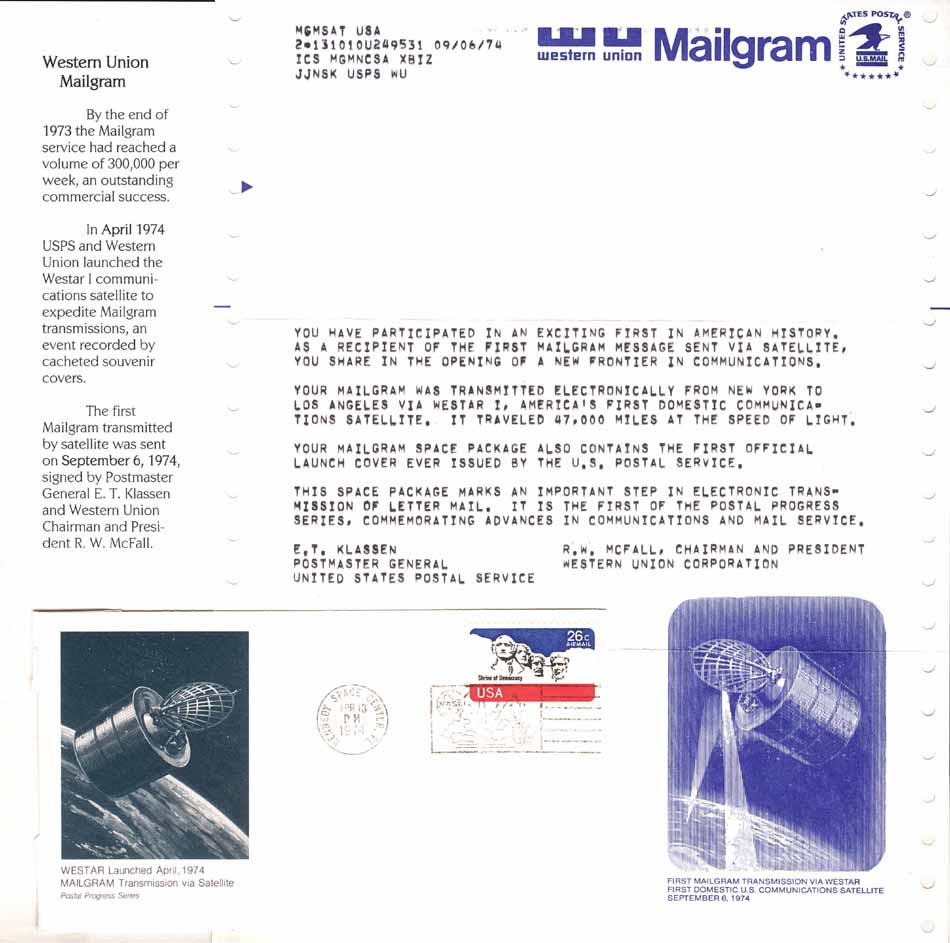 Western Union
Mailgram
By the end of
1973 the Mailgram
service had reached a
volume of 300,000 per
week, an outstanding
commercial success.
In April 1974
USPS and Western
Union launched the
Westar I communi-
cations satellite to
expedite Mailgram
transmissions, an
event recorded by
cacheted souvenir
covers.
The first
Mailgram transmitted
by satellite was sent
on September 6, 1974,
signed by Postmaster
General E. T. Klassen
and Western Union
Chairman and Presi-
dent R. W. McFall.
MGMSAT USA
2*131010U249531 09/06/74
ICS MGMNCSA XBIZ
JJNSK USPS WU
western union Mailgram
UNITED STATES POSTAL SERVICE
U.S.MAIL
YOU HAVE PARTICIPATED IN AN EXCITING FIRST IN AMERICAN HISTORY.
AS A RECIPIENT OF THE FIRST MAILGRAM MESSAGE SENT VIA SATELLITE,
YOU SHARE IN THE OPENING OF A NEW FRONTIER IN COMMUNICATIONS.
YOUR MAILGRAM WAS TRANSMITTED ELECTRONICALLY FROM NEW YORK TO
LOS ANGELES VIA WESTAR I, AMERICA'S FIRST DOMESTIC COMMUNICA-
TIONS SATELLITE. IT TRAVELED 47,000 MILES AT THE SPEED OF LIGHT.
YOUR MAILGRAM SPACE PACKAGE ALSO CONTAINS THE FIRST OFFICIAL
LAUNCH COVER EVER ISSUED BY THE U.S. POSTAL SERVICE.
THIS SPACE PACKAGE MARKS AN IMPORTANT STEP IN ELECTRONIC TRANS-
MISSION OF LETTER MAIL. IT IS THE FIRST OF THE POSTAL PROGRESS
SERIES, COMMEMORATING ADVANCES IN COMMUNICATIONS AND MAIL SERVICE.
E.T. KLASSEN
POSTMASTER GENERAL
UNITED STATES POSTAL SERVICE
R.W. MCFALL, CHAIRMAN AND PRESIDENT
WESTERN UNION CORPORATION
26c
AIRMAIL
Shrine of Democracy
USA
KENNEDY SPACE CENTER, FL
APR 13
PM
1974
WESTAR Launched April, 1974
MAILGRAM Transmission via Satellite
Postal Progress Series
FIRST MAILGRAM TRANSMISSION VIA WESTAR
FIRST DOMESTIC U.S. COMMUNICATIONS SATELLITE
SEPTEMBER 6, 1974